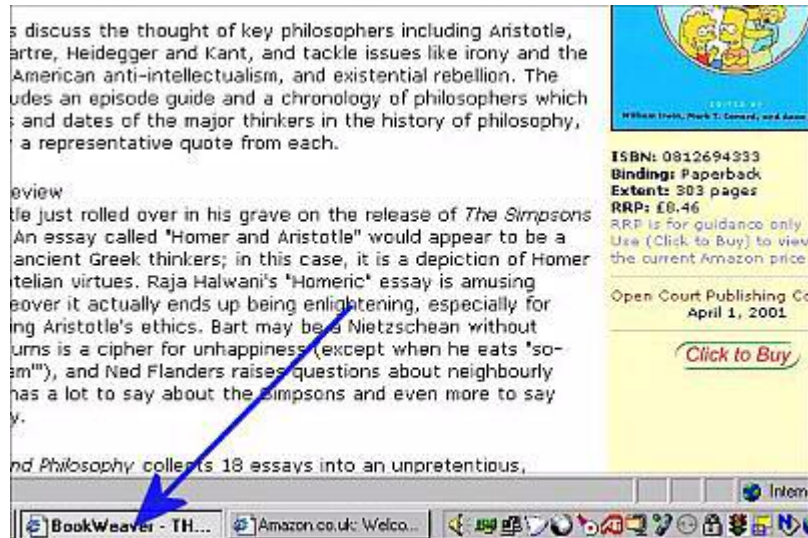 s discuss the thought of key philosophers including Aristotle,
artre, Heidegger and Kant, and tackle issues like irony and the
American anti-intellectualism, and existential rebellion. The
udes an episode guide and a chronology of philosophers which
s and dates of the major thinkers in the history of philosophy,
a representative quote from each.
eview
tle just rolled over in his grave on the release of The Simpsons
An essay called "Homer and Aristotle" would appear to be a
ancient Greek thinkers; in this case, it is a depiction of Homer
telian virtues. Raja Halwani's "Homeric" essay is amusing
eover it actually ends up being enlightening, especially for
ing Aristotle's ethics. Bart may be a Nietzschean without
urns is a cipher for unhappiness (except when he eats "so-
am"), and Ned Flanders raises questions about neighbourly
has a lot to say about the Simpsons and even more to say
y.
nd Philosophy collects 18 essays into an unpretentious,
EDITED BY
William Irwin, Mark T. Conard, and Aeon
ISBN: 0812694333
Binding: Paperback
Extent: 303 pages
RRP: £8.46
RRP is for guidance only
Use (Click to Buy) to view
the current Amazon price
Open Court Publishing Co
April 1, 2001
Click to Buy
Intern
BookWeaver - TH...
Amazon.co.uk: Welco...